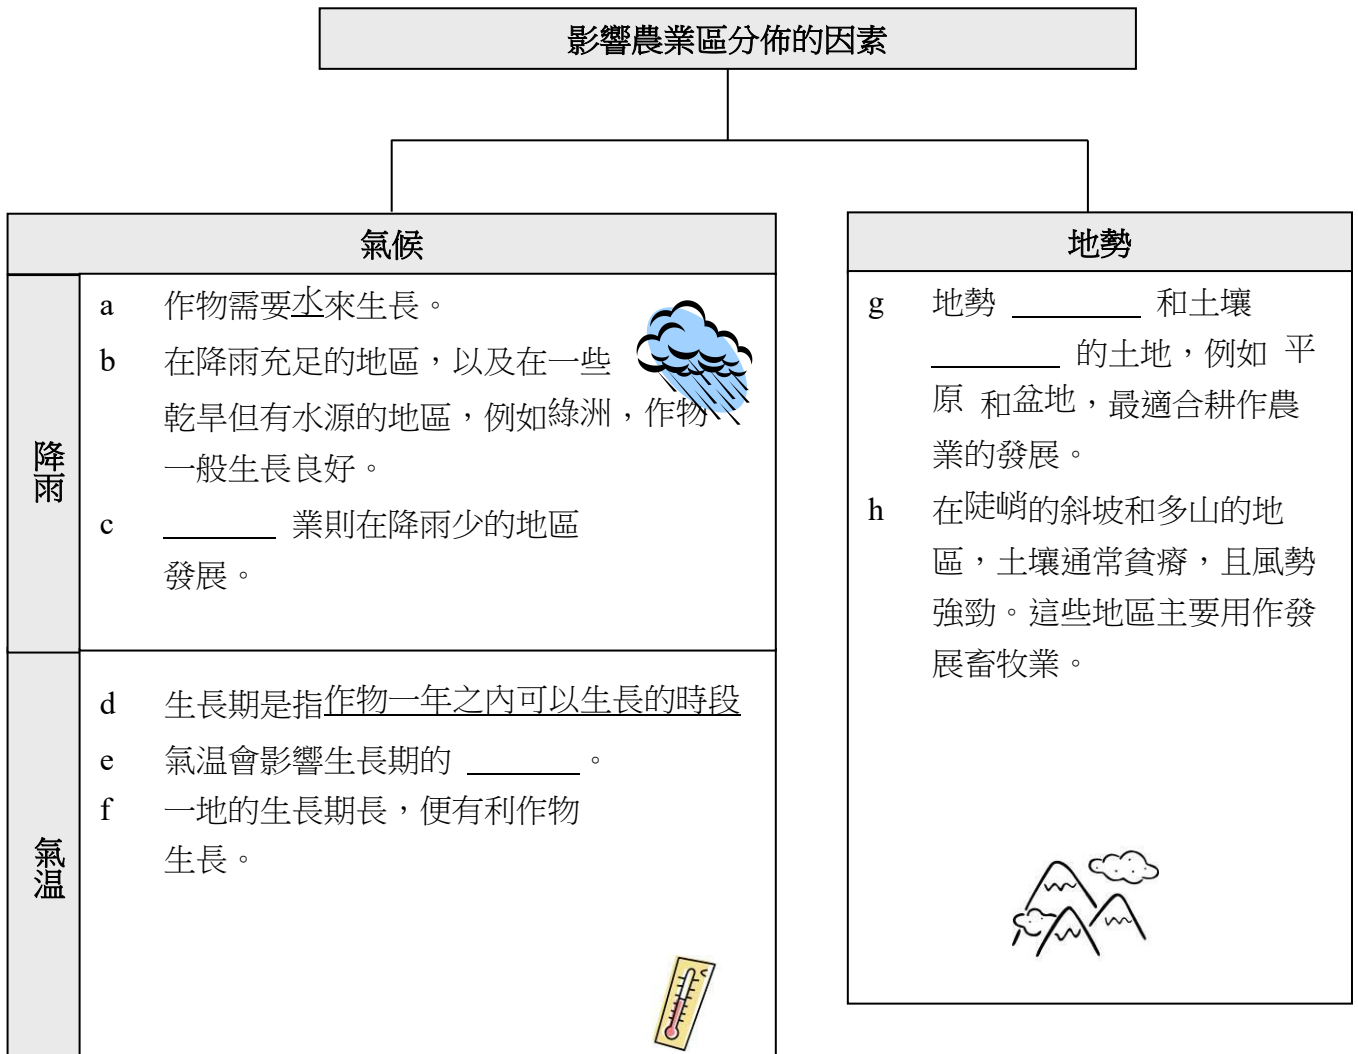 影響農業區分佈的因素
氣候
降雨
a 作物需要水來生長。
b 在降雨充足的地區，以及在一些
乾旱但有水源的地區，例如綠洲，作物
一般生長良好。
c ________ 業則在降雨少的地區
發展。
氣温
d 生長期是指作物一年之內可以生長的時段
e 氣温會影響生長期的 ________。
f 一地的生長期長，便有利作物
生長。
地勢
g 地勢 _________ 和土壤
_________ 的土地，例如 平
原 和盆地，最適合耕作農
業的發展。
h 在陡峭的斜坡和多山的地
區，土壤通常貧瘠，且風勢
強勁。這些地區主要用作發
展畜牧業。